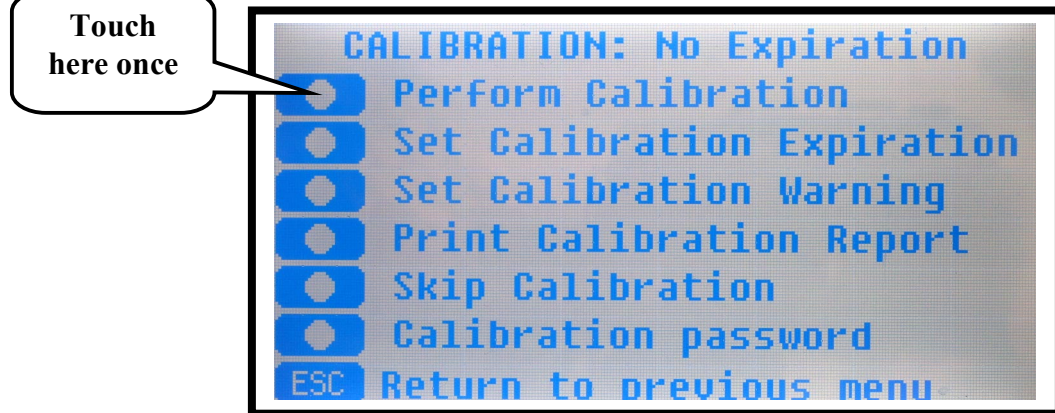 Touch
here once
CALIBRATION: No Expiration
Perform Calibration
Set Calibration Expiration
Set Calibration Warning
Print Calibration Report
Skip Calibration
Calibration password
ESC Return to previous menu